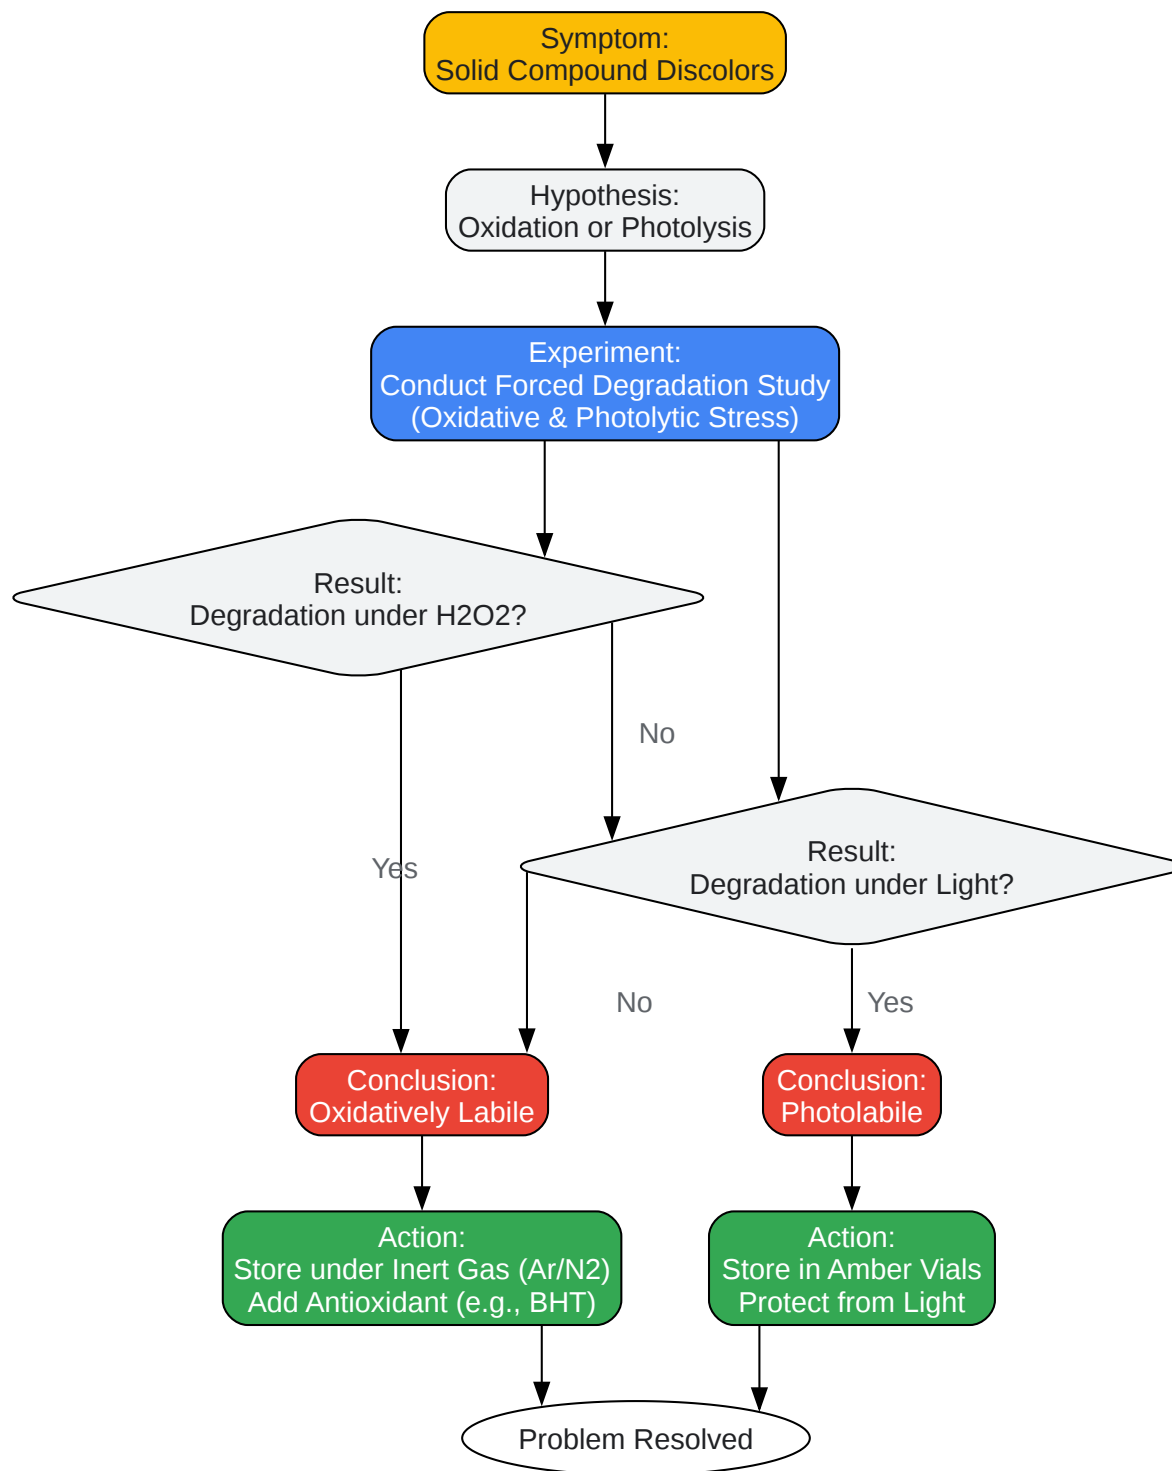 Symptom:
Solid Compound Discolors
Hypothesis:
Oxidation or Photolysis
Experiment:
Conduct Forced Degradation Study
(Oxidative & Photolytic Stress)
Result:
Degradation under H2O2?
No
Yes
Result:
Degradation under Light?
No
Yes
Conclusion:
Oxidatively Labile
Conclusion:
Photolabile
Action:
Store under Inert Gas (Ar/N2)
Add Antioxidant (e.g., BHT)
Action:
Store in Amber Vials
Protect from Light
Problem Resolved